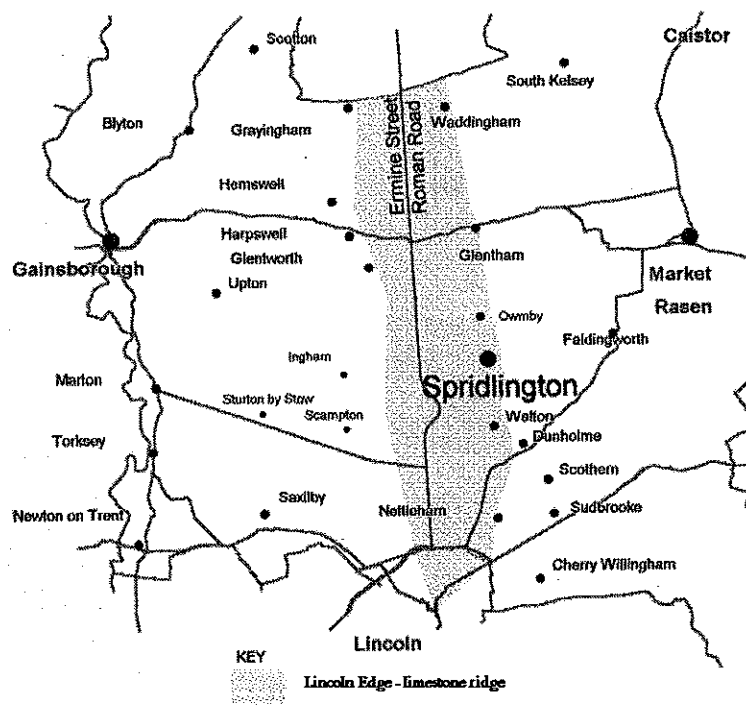 Scotton
Caistor
South Kelsey
Blyton
Grayingham
Waddingham
Ermine Street
Roman Road
Hemswell
Harpswell
Glentworth
Glentham
Gainsborough
Market
Rasen
Upton
Ownby
Faldingworth
Ingham
Spridlington
Marton
Sturton by Stow
Scampton
Welton
Dunholme
Torksey
Scothern
Saxilby
Nettleham
Sudbrooke
Newton on Trent
Cherry Willingham
Lincoln
KEY
Lincoln Edge - limestone ridge